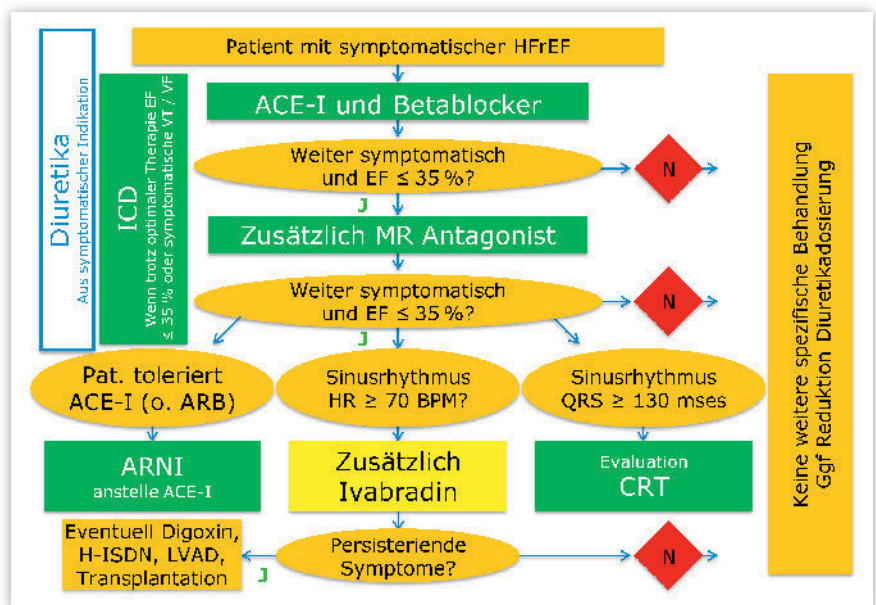 Patient mit symptomatischer HFrEF
Diuretika
Aus symptomatischer Indikation
ICD
Wenn trotz optimaler Therapie EF
≤ 35 % oder symptomatische VT / VF
ACE-I und Betablocker
Weiter symptomatisch
und EF ≤ 35 %?
N
J
Zusätzlich MR Antagonist
Weiter symptomatisch
und EF ≤ 35%?
N
J
Pat. toleriert
ACE-I (o. ARB)
Sinusrhythmus
HR ≥ 70 BPM?
Sinusrhythmus
QRS ≥ 130 mses
ARNI
anstelle ACE-I
Zusätzlich
Ivabradin
Evaluation
CRT
Eventuell Digoxin,
H-ISDN, LVAD,
Transplantation
J
Persisteriende
Symptome?
N
Keine weitere spezifische Behandlung
Ggf Reduktion Diuretikadosierung